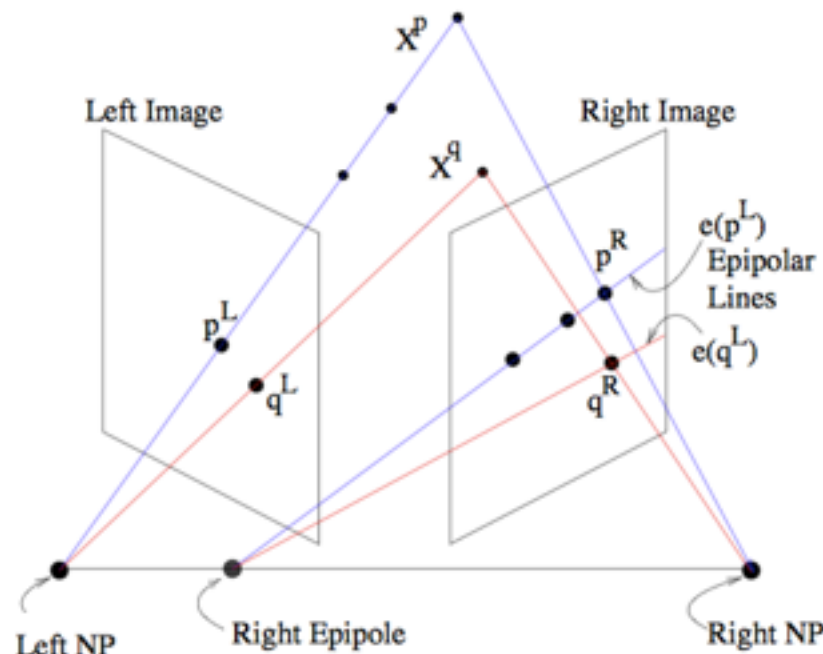 X^p
Left Image
Right Image
X^q
e(p^L)
p^R
Epipolar
Lines
p^L
e(q^L)
q^L
q^R
Left NP
Right Epipole
Right NP